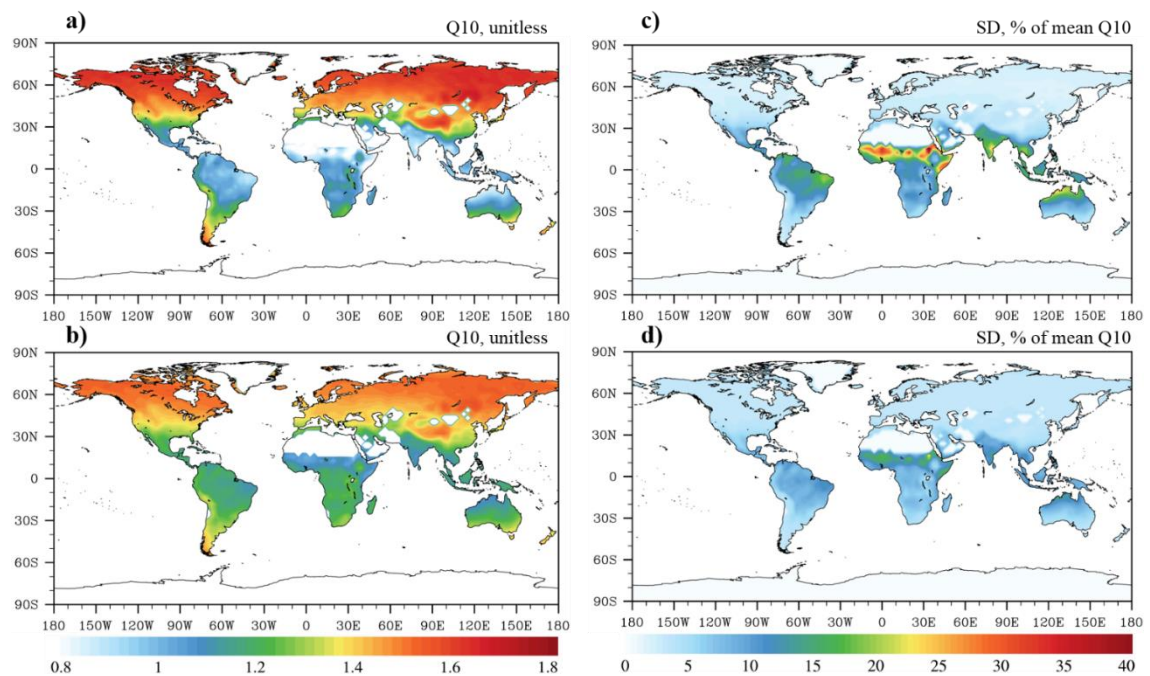 a) Q10, unitless
90N
60N
30N
0
30S
60S
90S
180 150W 120W 90W 60W 30W 0 30E 60E 90E 120E 150E 180
c) SD, % of mean Q10
90N
60N
30N
0
30S
60S
90S
180 150W 120W 90W 60W 30W 0 30E 60E 90E 120E 150E 180
b) Q10, unitless
90N
60N
30N
0
30S
60S
90S
180 150W 120W 90W 60W 30W 0 30E 60E 90E 120E 150E 180
d) SD, % of mean Q10
90N
60N
30N
0
30S
60S
90S
180 150W 120W 90W 60W 30W 0 30E 60E 90E 120E 150E 180
0.8 1 1.2 1.4 1.6 1.8
0 5 10 15 20 25 30 35 40